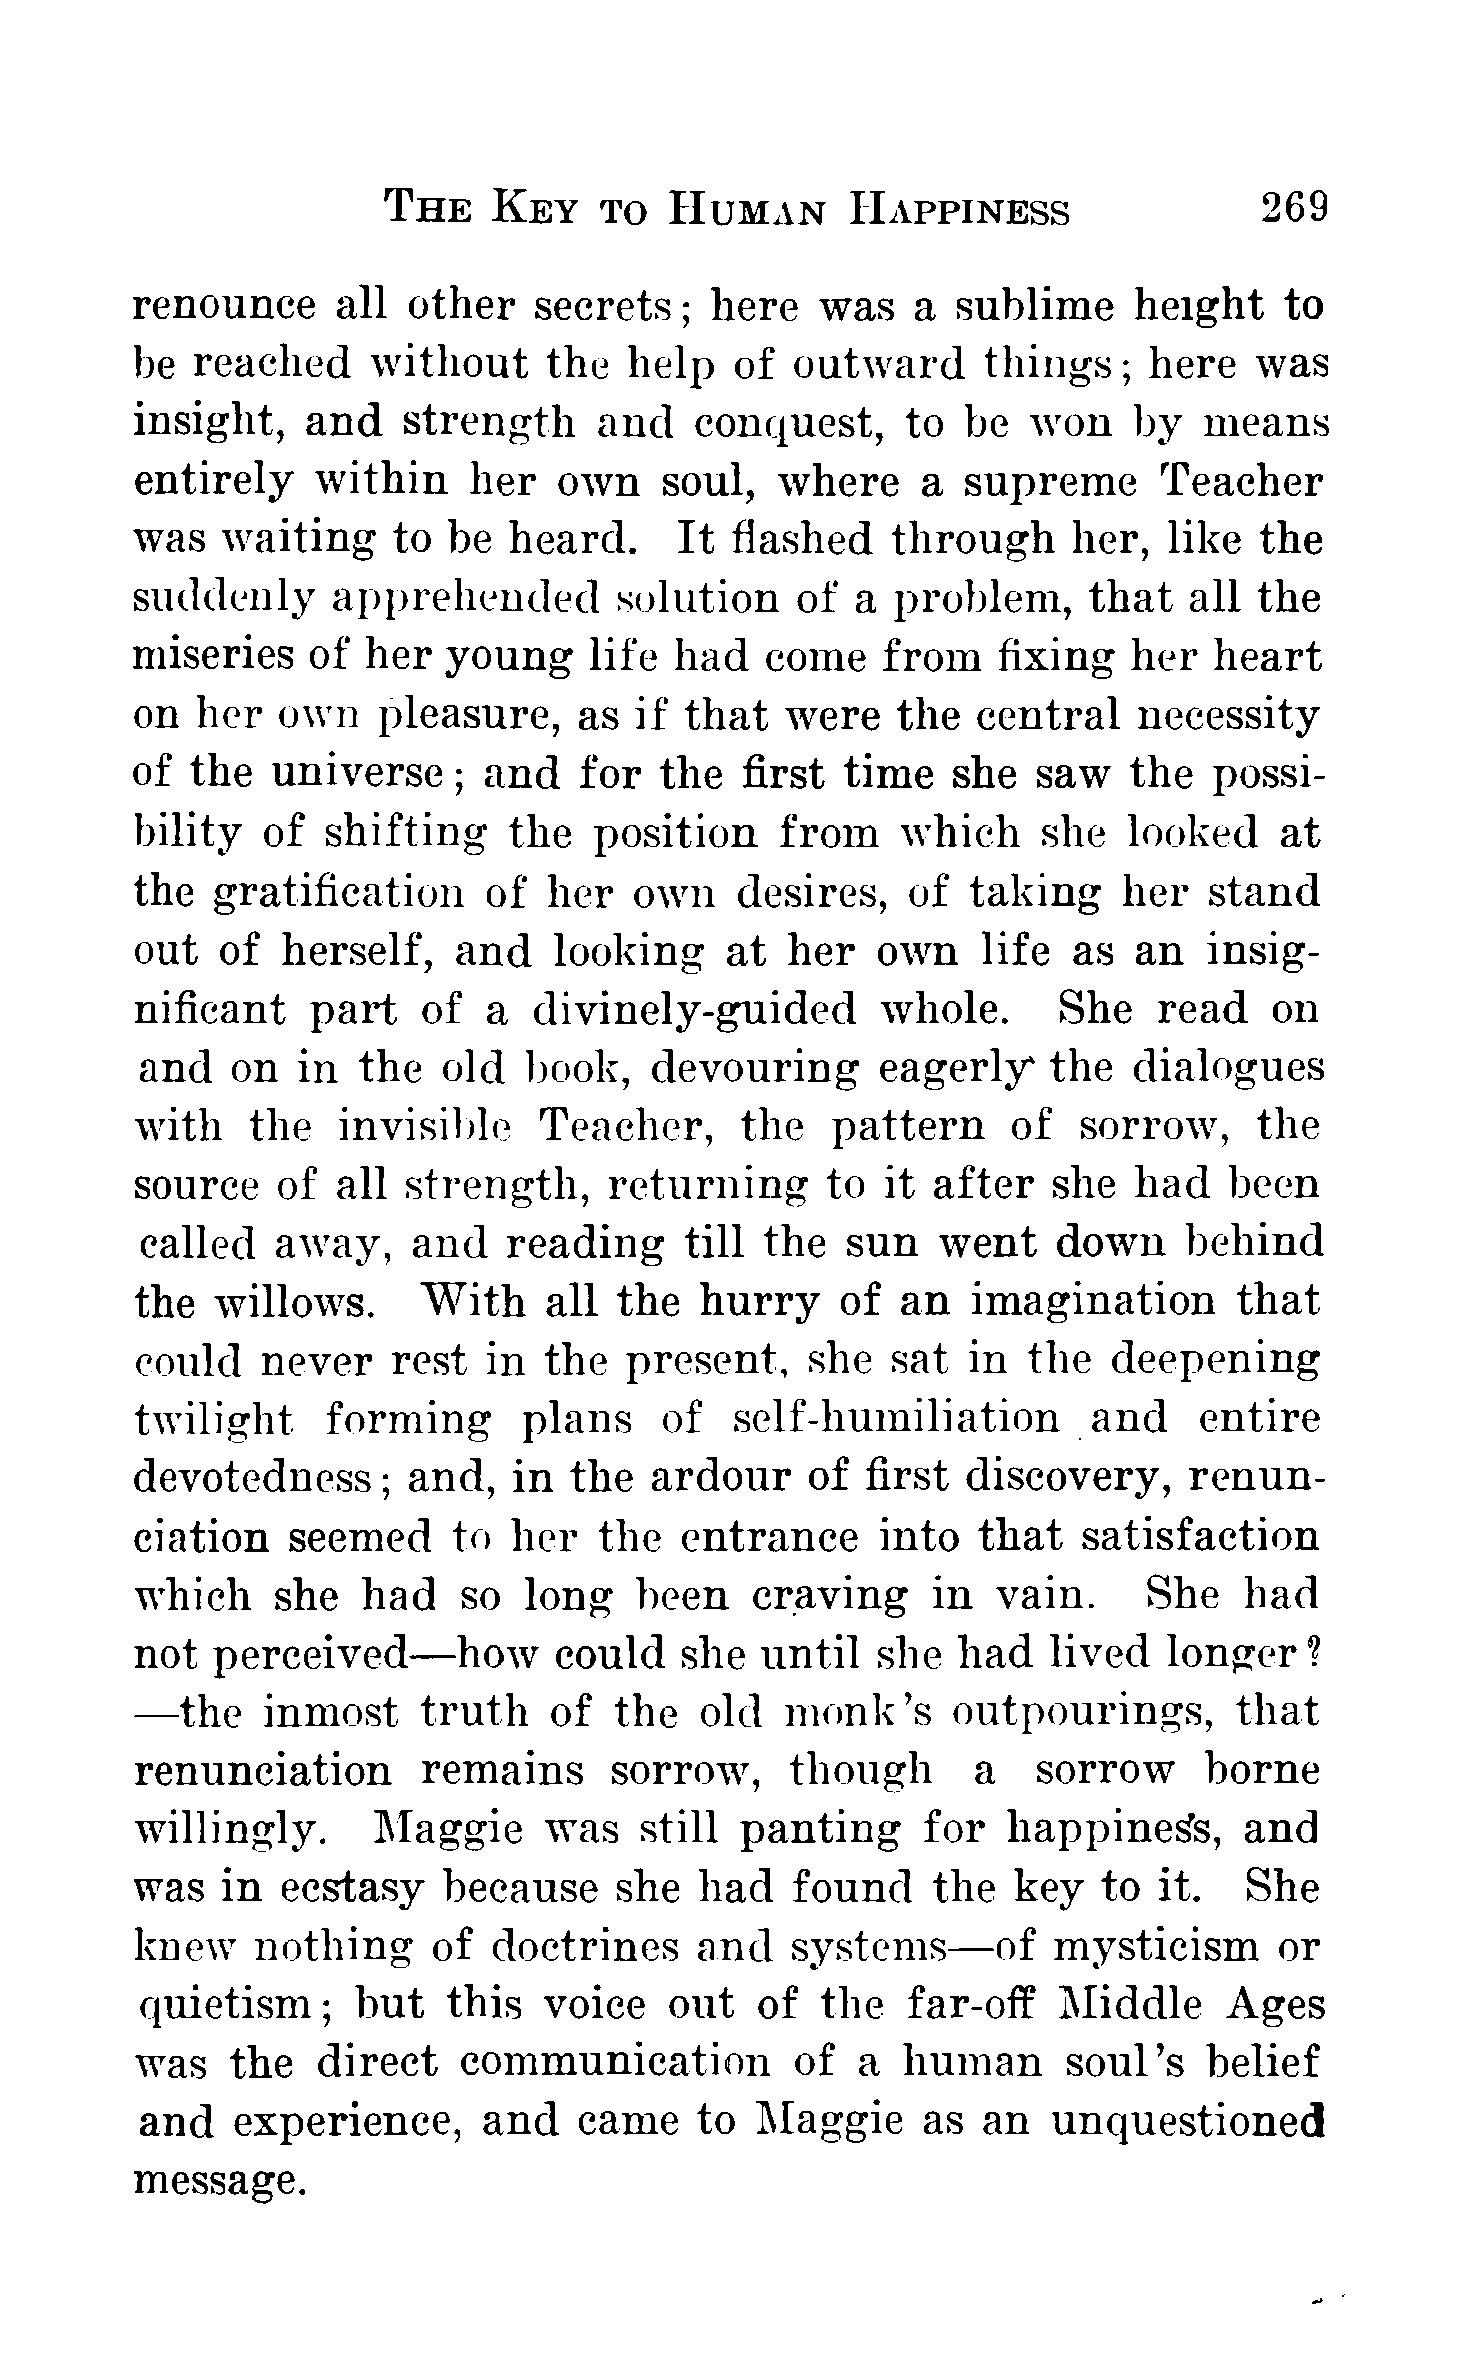 THE KEY TO HUMAN HAPPINESS 269
renounce all other secrets; here was a sublime height to
be reached without the help of outward things; here was
insight, and strength and conquest, to be won by means
entirely within her own soul, where a supreme Teacher
was waiting to be heard. It flashed through her, like the
suddenly apprehended solution of a problem, that all the
miseries of her young life had come from fixing her heart
on her own pleasure, as if that were the central necessity
of the universe; and for the first time she saw the possi-
bility of shifting the position from which she looked at
the gratification of her own desires, of taking her stand
out of herself, and looking at her own life as an insig-
nificant part of a divinely-guided whole. She read on
and on in the old book, devouring eagerly the dialogues
with the invisible Teacher, the pattern of sorrow, the
source of all strength, returning to it after she had been
called away, and reading till the sun went down behind
the willows. With all the hurry of an imagination that
could never rest in the present, she sat in the deepening
twilight forming plans of self-humiliation and entire
devotedness; and, in the ardour of first discovery, renun-
ciation seemed to her the entrance into that satisfaction
which she had so long been craving in vain. She had
not perceived—how could she until she had lived longer?
—the inmost truth of the old monk's outpourings, that
renunciation remains sorrow, though a sorrow borne
willingly. Maggie was still panting for happiness, and
was in ecstasy because she had found the key to it. She
knew nothing of doctrines and systems—of mysticism or
quietism; but this voice out of the far-off Middle Ages
was the direct communication of a human soul's belief
and experience, and came to Maggie as an unquestioned
message.